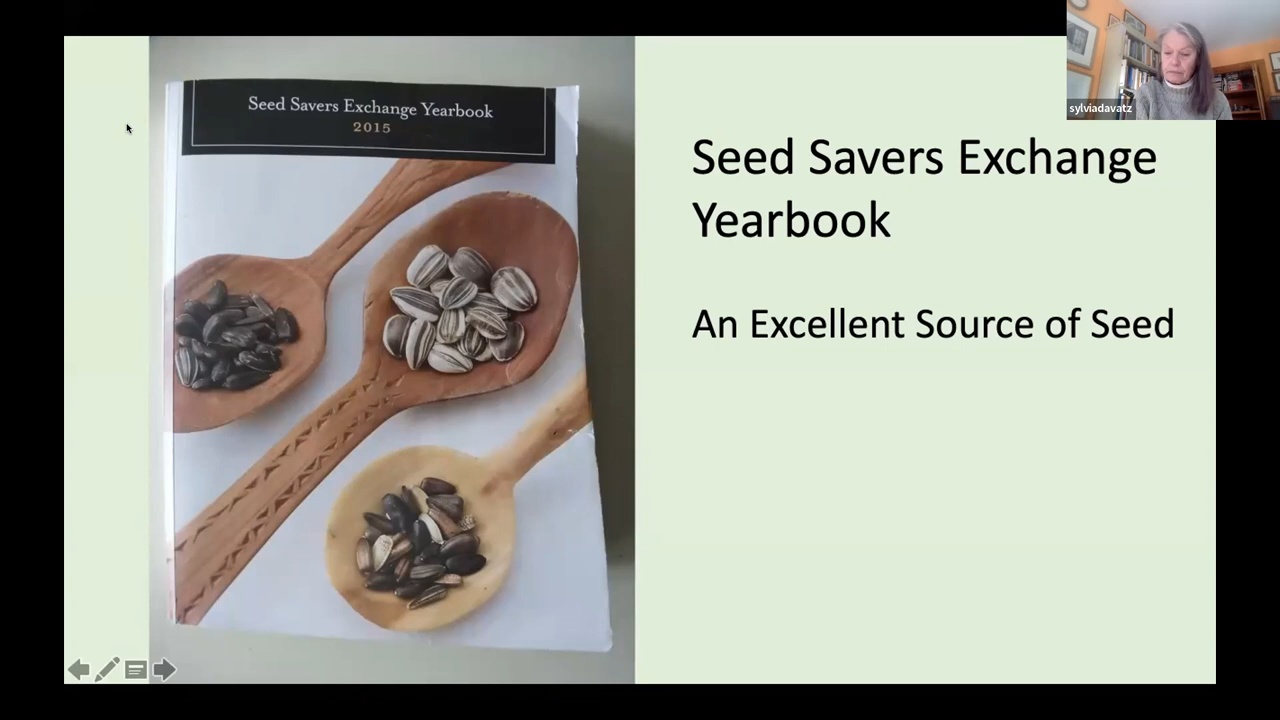 Seed Savers Exchange Yearbook
2015
sylviadavatz
Seed Savers Exchange
Yearbook
An Excellent Source of Seed